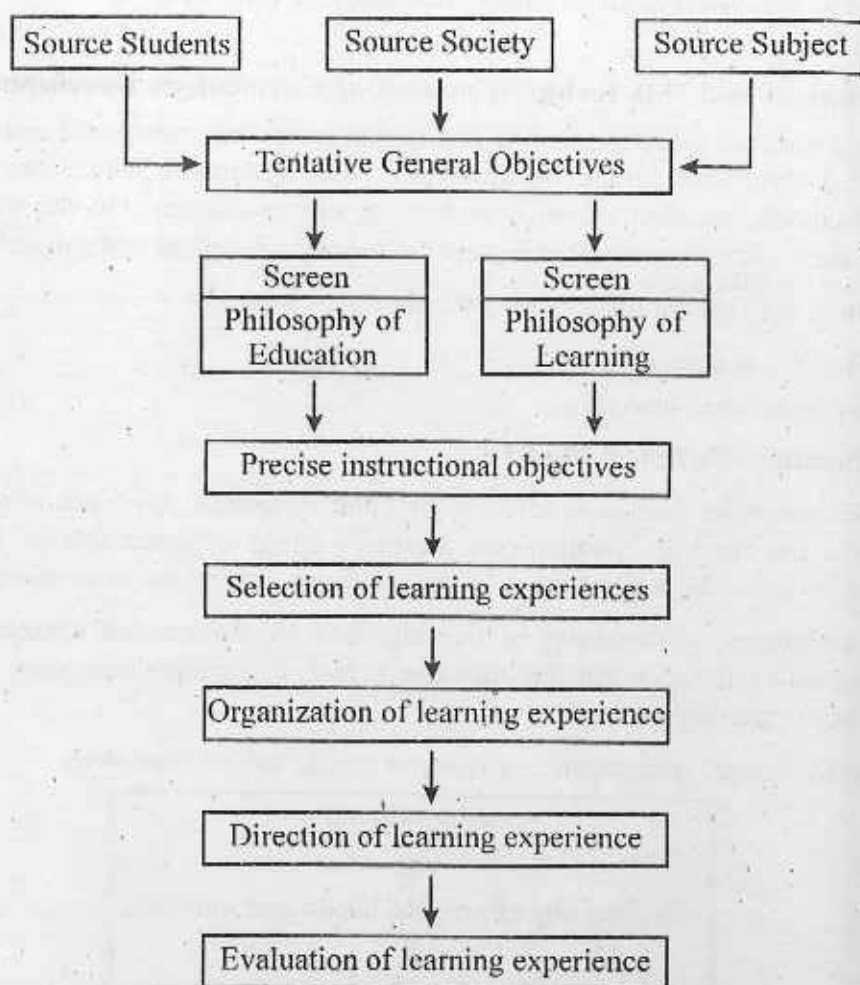 Source Students
Source Society
Source Subject
Tentative General Objectives
Screen
Philosophy of
Education
Screen
Philosophy of
Learning
Precise instructional objectives
Selection of learning experiences
Organization of learning experience
Direction of learning experience
Evaluation of learning experience